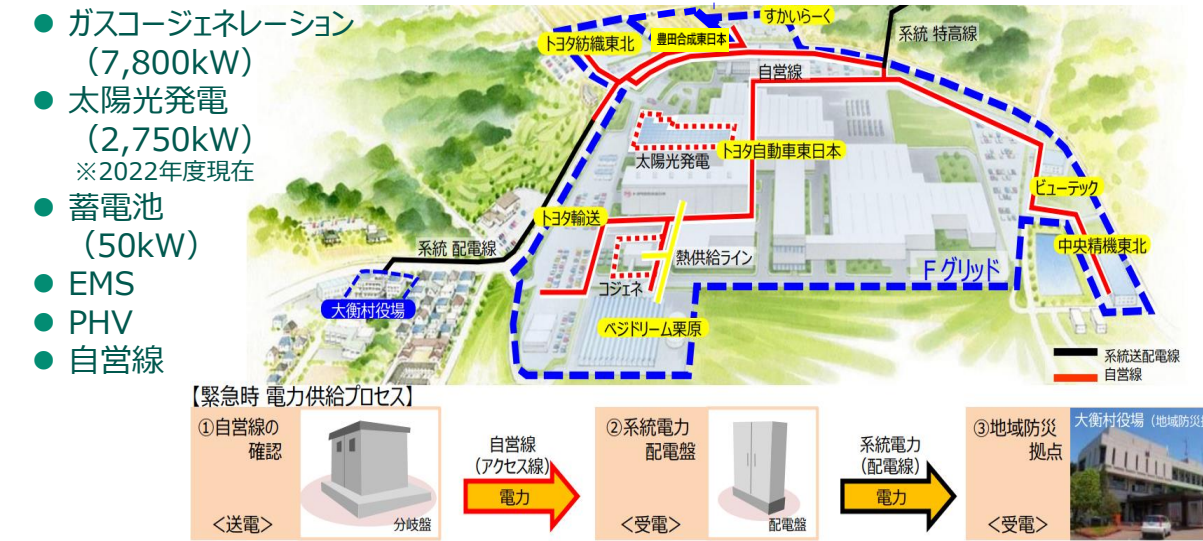 ● ガスコージェネレーション
（7,800kW）
● 太陽光発電
（2,750kW）
※2022年度現在
● 蓄電池
（50kW）
● EMS
● PHV
● 自営線
すかいらーく
トヨタ紡織東北
豊田合成東日本
系統 特高線
自営線
太陽光発電
トヨタ自動車東日本
ビューテック
トヨタ輸送
系統 配電線
熱供給ライン
中央精機東北
Fグリッド
コジェネ
大衡村役場
ベジドリーム栗原
系統送配電線
自営線
【緊急時 電力供給プロセス】
①自営線の
確認
＜送電＞
分岐盤
自営線
（アクセス線）
電力
②系統電力
配電盤
＜受電＞
配電盤
系統電力
（配電線）
電力
③地域防災
拠点
＜受電＞
大衡村役場（地域防災